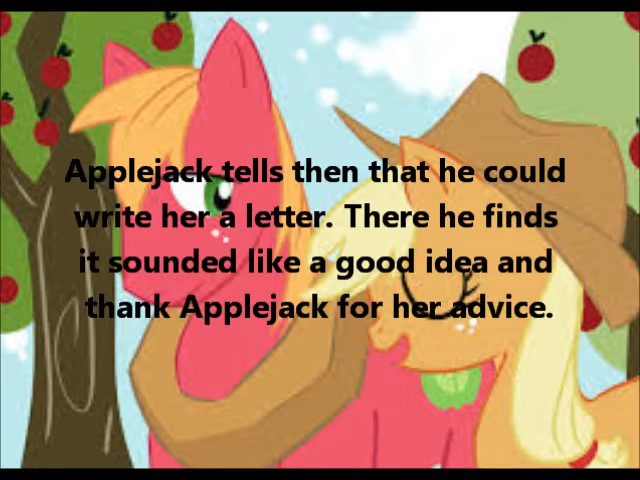 Applejack tells then that he could
write her a letter. There he finds
it sounded like a good idea and
thank Applejack for her advice.